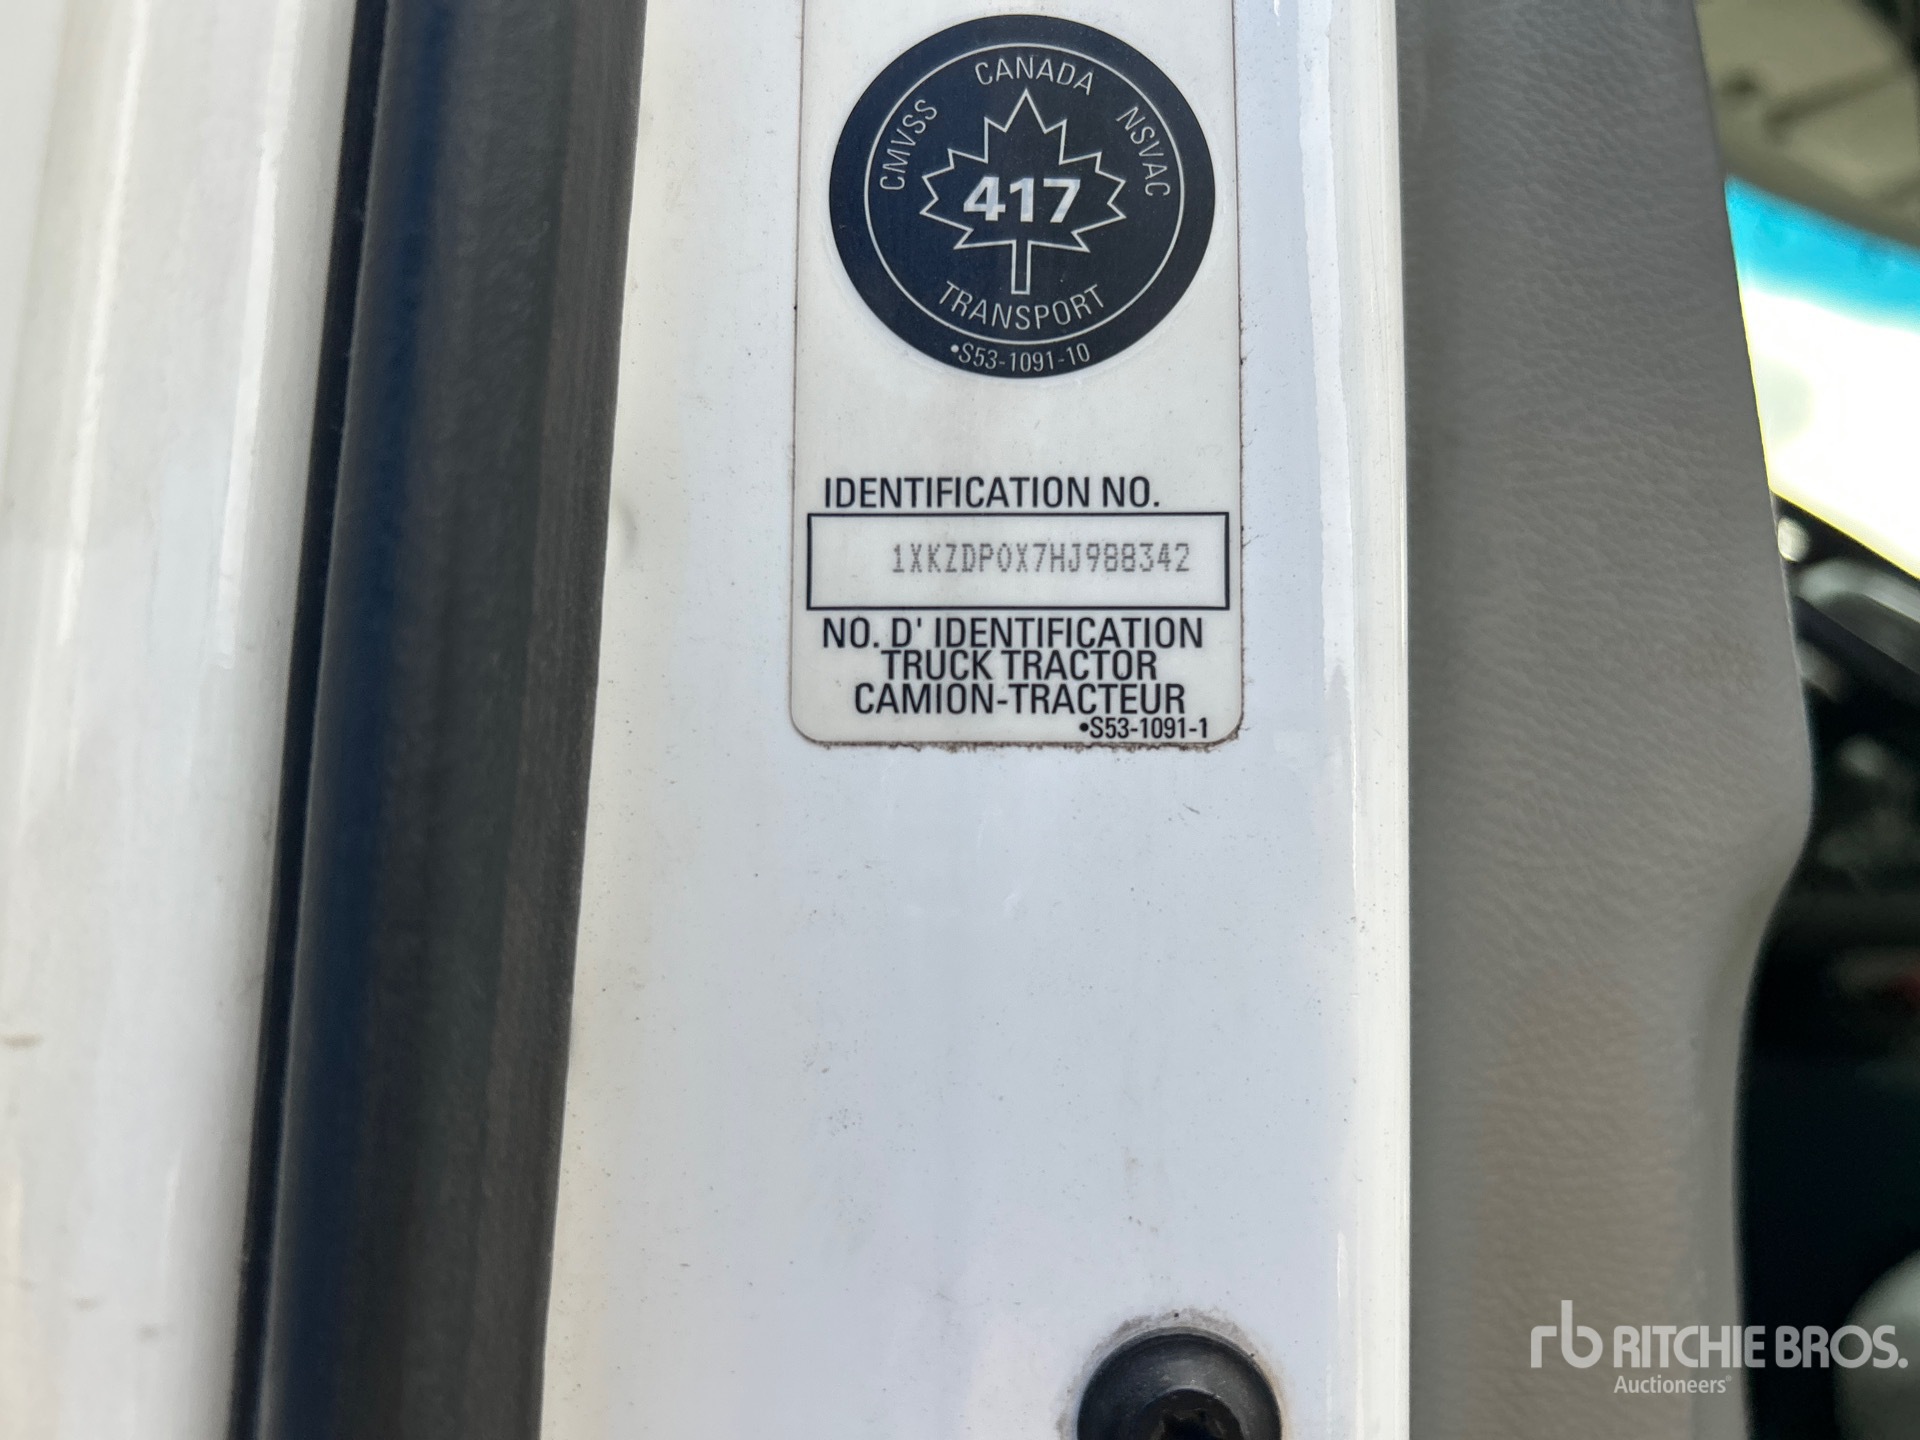 CANADA
CMVSS
NSVAC
417
TRANSPORT
•S53-1091-10
IDENTIFICATION NO.
1XKZDP0X7HJ988342
NO. D' IDENTIFICATION
TRUCK TRACTOR
CAMION-TRACTEUR
•S53-1091-1
rb RITCHIE BROS.
Auctioneers